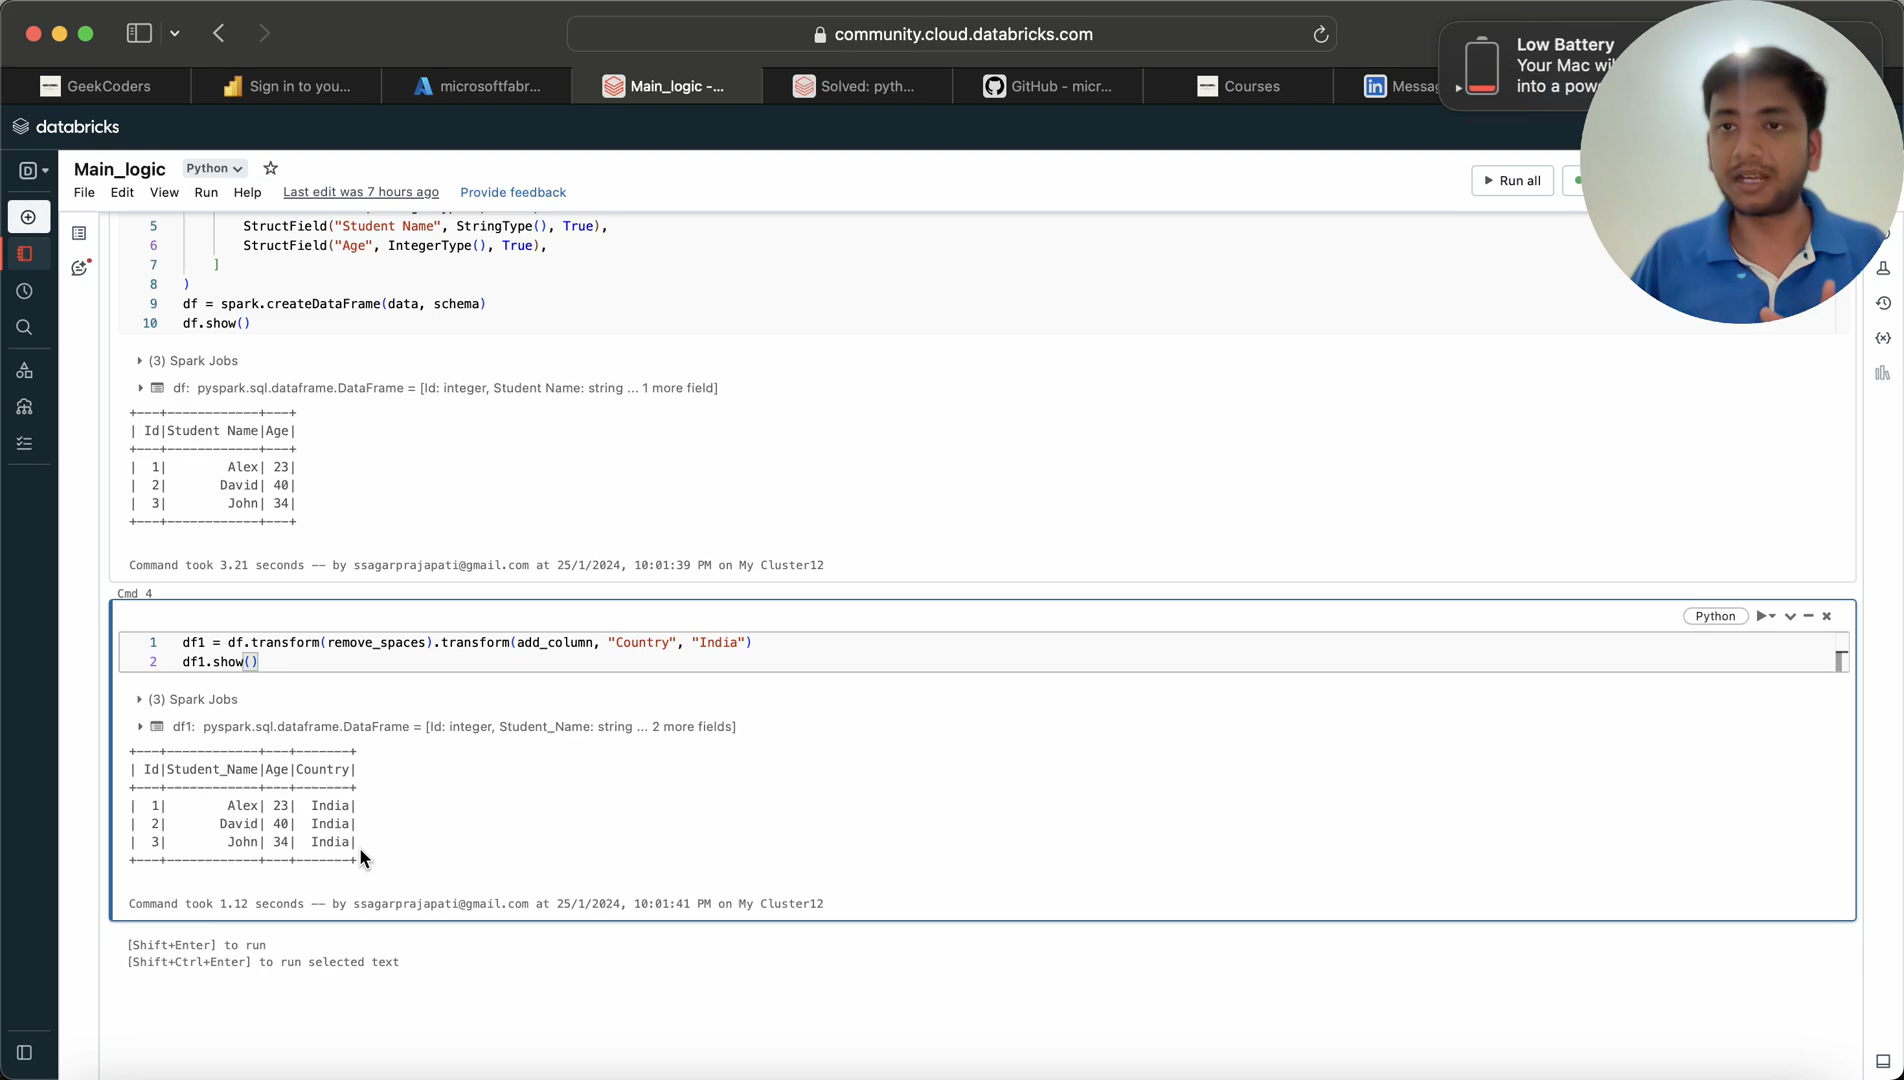 community.cloud.databricks.com
Low Battery
Your Mac wil
into a powe
GeekCoders
Sign in to you...
microsoftfabr...
Main_logic -...
Solved: pyth...
GitHub - micr...
Courses
Messag
databricks
Main_logic
Python
File Edit View Run Help Last edit was 7 hours ago Provide feedback
Run all
5 StructField("Student Name", StringType(), True),
6 StructField("Age", IntegerType(), True),
7 ]
8 )
9 df = spark.createDataFrame(data, schema)
10 df.show()
(3) Spark Jobs
df: pyspark.sql.dataframe.DataFrame = [Id: integer, Student Name: string ... 1 more field]
+---+------------+---+
| Id|Student Name|Age|
+---+------------+---+
|  1|        Alex| 23|
|  2|       David| 40|
|  3|        John| 34|
+---+------------+---+
Command took 3.21 seconds -- by ssagarprajapati@gmail.com at 25/1/2024, 10:01:39 PM on My Cluster12
Cmd 4
Python
1 df1 = df.transform(remove_spaces).transform(add_column, "Country", "India")
2 df1.show()
(3) Spark Jobs
df1: pyspark.sql.dataframe.DataFrame = [Id: integer, Student_Name: string ... 2 more fields]
+---+------------+---+-------+
| Id|Student_Name|Age|Country|
+---+------------+---+-------+
|  1|        Alex| 23|  India|
|  2|       David| 40|  India|
|  3|        John| 34|  India|
+---+------------+---+-------+
Command took 1.12 seconds -- by ssagarprajapati@gmail.com at 25/1/2024, 10:01:41 PM on My Cluster12
[Shift+Enter] to run
[Shift+Ctrl+Enter] to run selected text